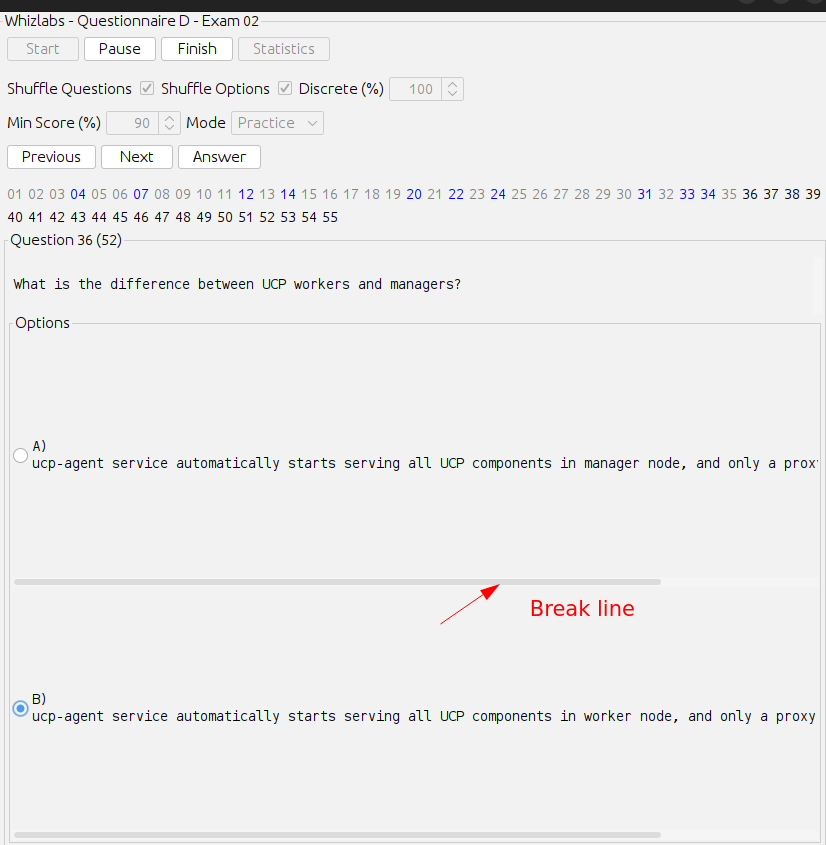 Whizlabs - Questionnaire D - Exam 02
Start Pause Finish Statistics
Shuffle Questions Shuffle Options Discrete (%) 100
Min Score (%) 90 Mode Practice
Previous Next Answer
01 02 03 04 05 06 07 08 09 10 11 12 13 14 15 16 17 18 19 20 21 22 23 24 25 26 27 28 29 30 31 32 33 34 35 36 37 38 39
40 41 42 43 44 45 46 47 48 49 50 51 52 53 54 55
Question 36 (52)
What is the difference between UCP workers and managers?
Options
A)
ucp-agent service automatically starts serving all UCP components in manager node, and only a prox
Break line
B)
ucp-agent service automatically starts serving all UCP components in worker node, and only a proxy